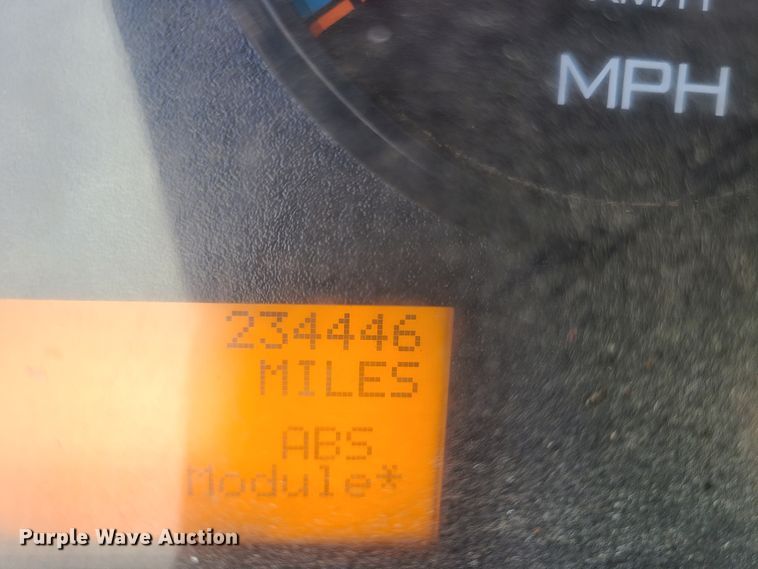 MPH
234446
MILES
ABS
Module*
Purple Wave Auction